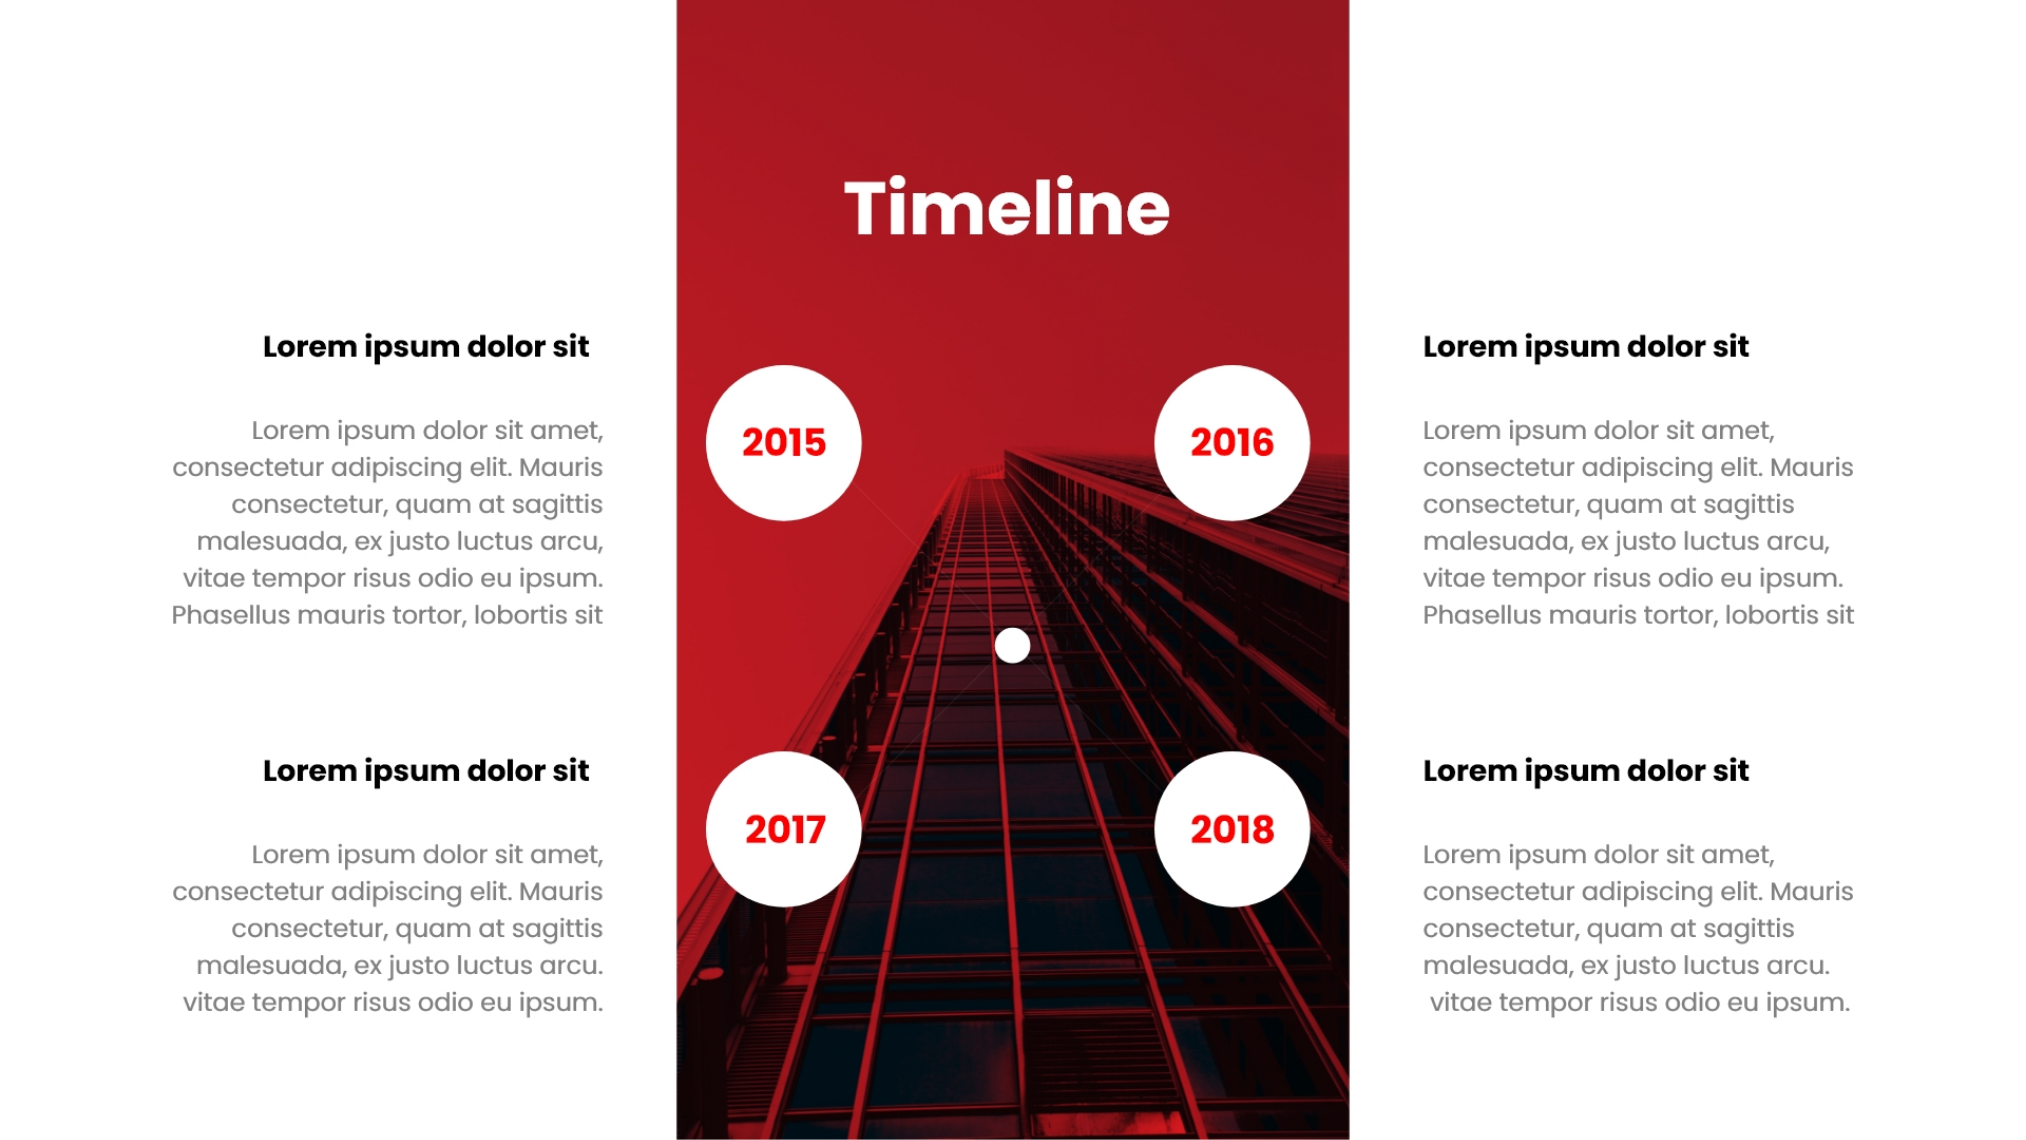 Timeline
Lorem ipsum dolor sit
Lorem ipsum dolor sit amet,
consectetur adipiscing elit. Mauris
consectetur, quam at sagittis
malesuada, ex justo luctus arcu,
vitae tempor risus odio eu ipsum.
Phasellus mauris tortor, lobortis sit
2015
2016
Lorem ipsum dolor sit
Lorem ipsum dolor sit amet,
consectetur adipiscing elit. Mauris
consectetur, quam at sagittis
malesuada, ex justo luctus arcu,
vitae tempor risus odio eu ipsum.
Phasellus mauris tortor, lobortis sit
Lorem ipsum dolor sit
Lorem ipsum dolor sit amet,
consectetur adipiscing elit. Mauris
consectetur, quam at sagittis
malesuada, ex justo luctus arcu.
vitae tempor risus odio eu ipsum.
2017
2018
Lorem ipsum dolor sit
Lorem ipsum dolor sit amet,
consectetur adipiscing elit. Mauris
consectetur, quam at sagittis
malesuada, ex justo luctus arcu.
vitae tempor risus odio eu ipsum.